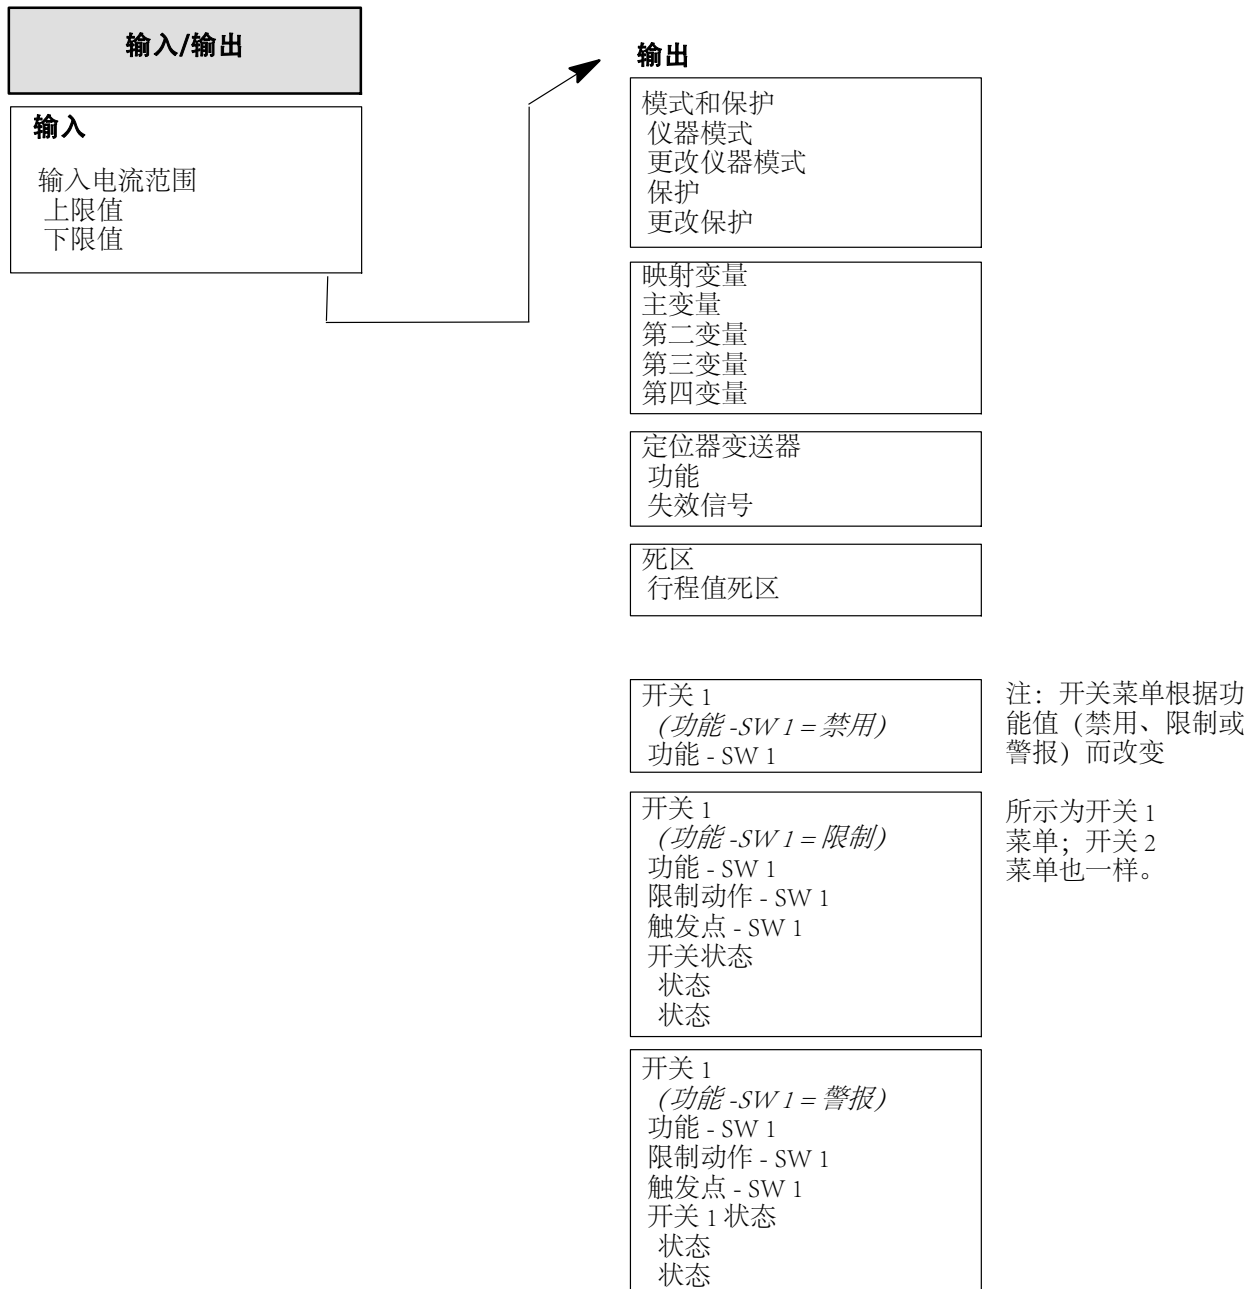 输入/输出
输入
输入电流范围
上限值
下限值
输出
模式和保护
仪器模式
更改仪器模式
保护
更改保护
映射变量
主变量
第二变量
第三变量
第四变量
定位器变送器
功能
失效信号
死区
行程值死区
开关 1
(功能 -SW 1 = 禁用)
功能 - SW 1
注: 开关菜单根据功
能值 (禁用、限制或
警报) 而改变
开关 1
(功能 -SW 1 = 限制)
功能 - SW 1
限制动作 - SW 1
触发点 - SW 1
开关状态
状态
状态
所示为开关 1
菜单; 开关 2
菜单也一样。
开关 1
(功能 -SW 1 = 警报)
功能 - SW 1
限制动作 - SW 1
触发点 - SW 1
开关 1 状态
状态
状态